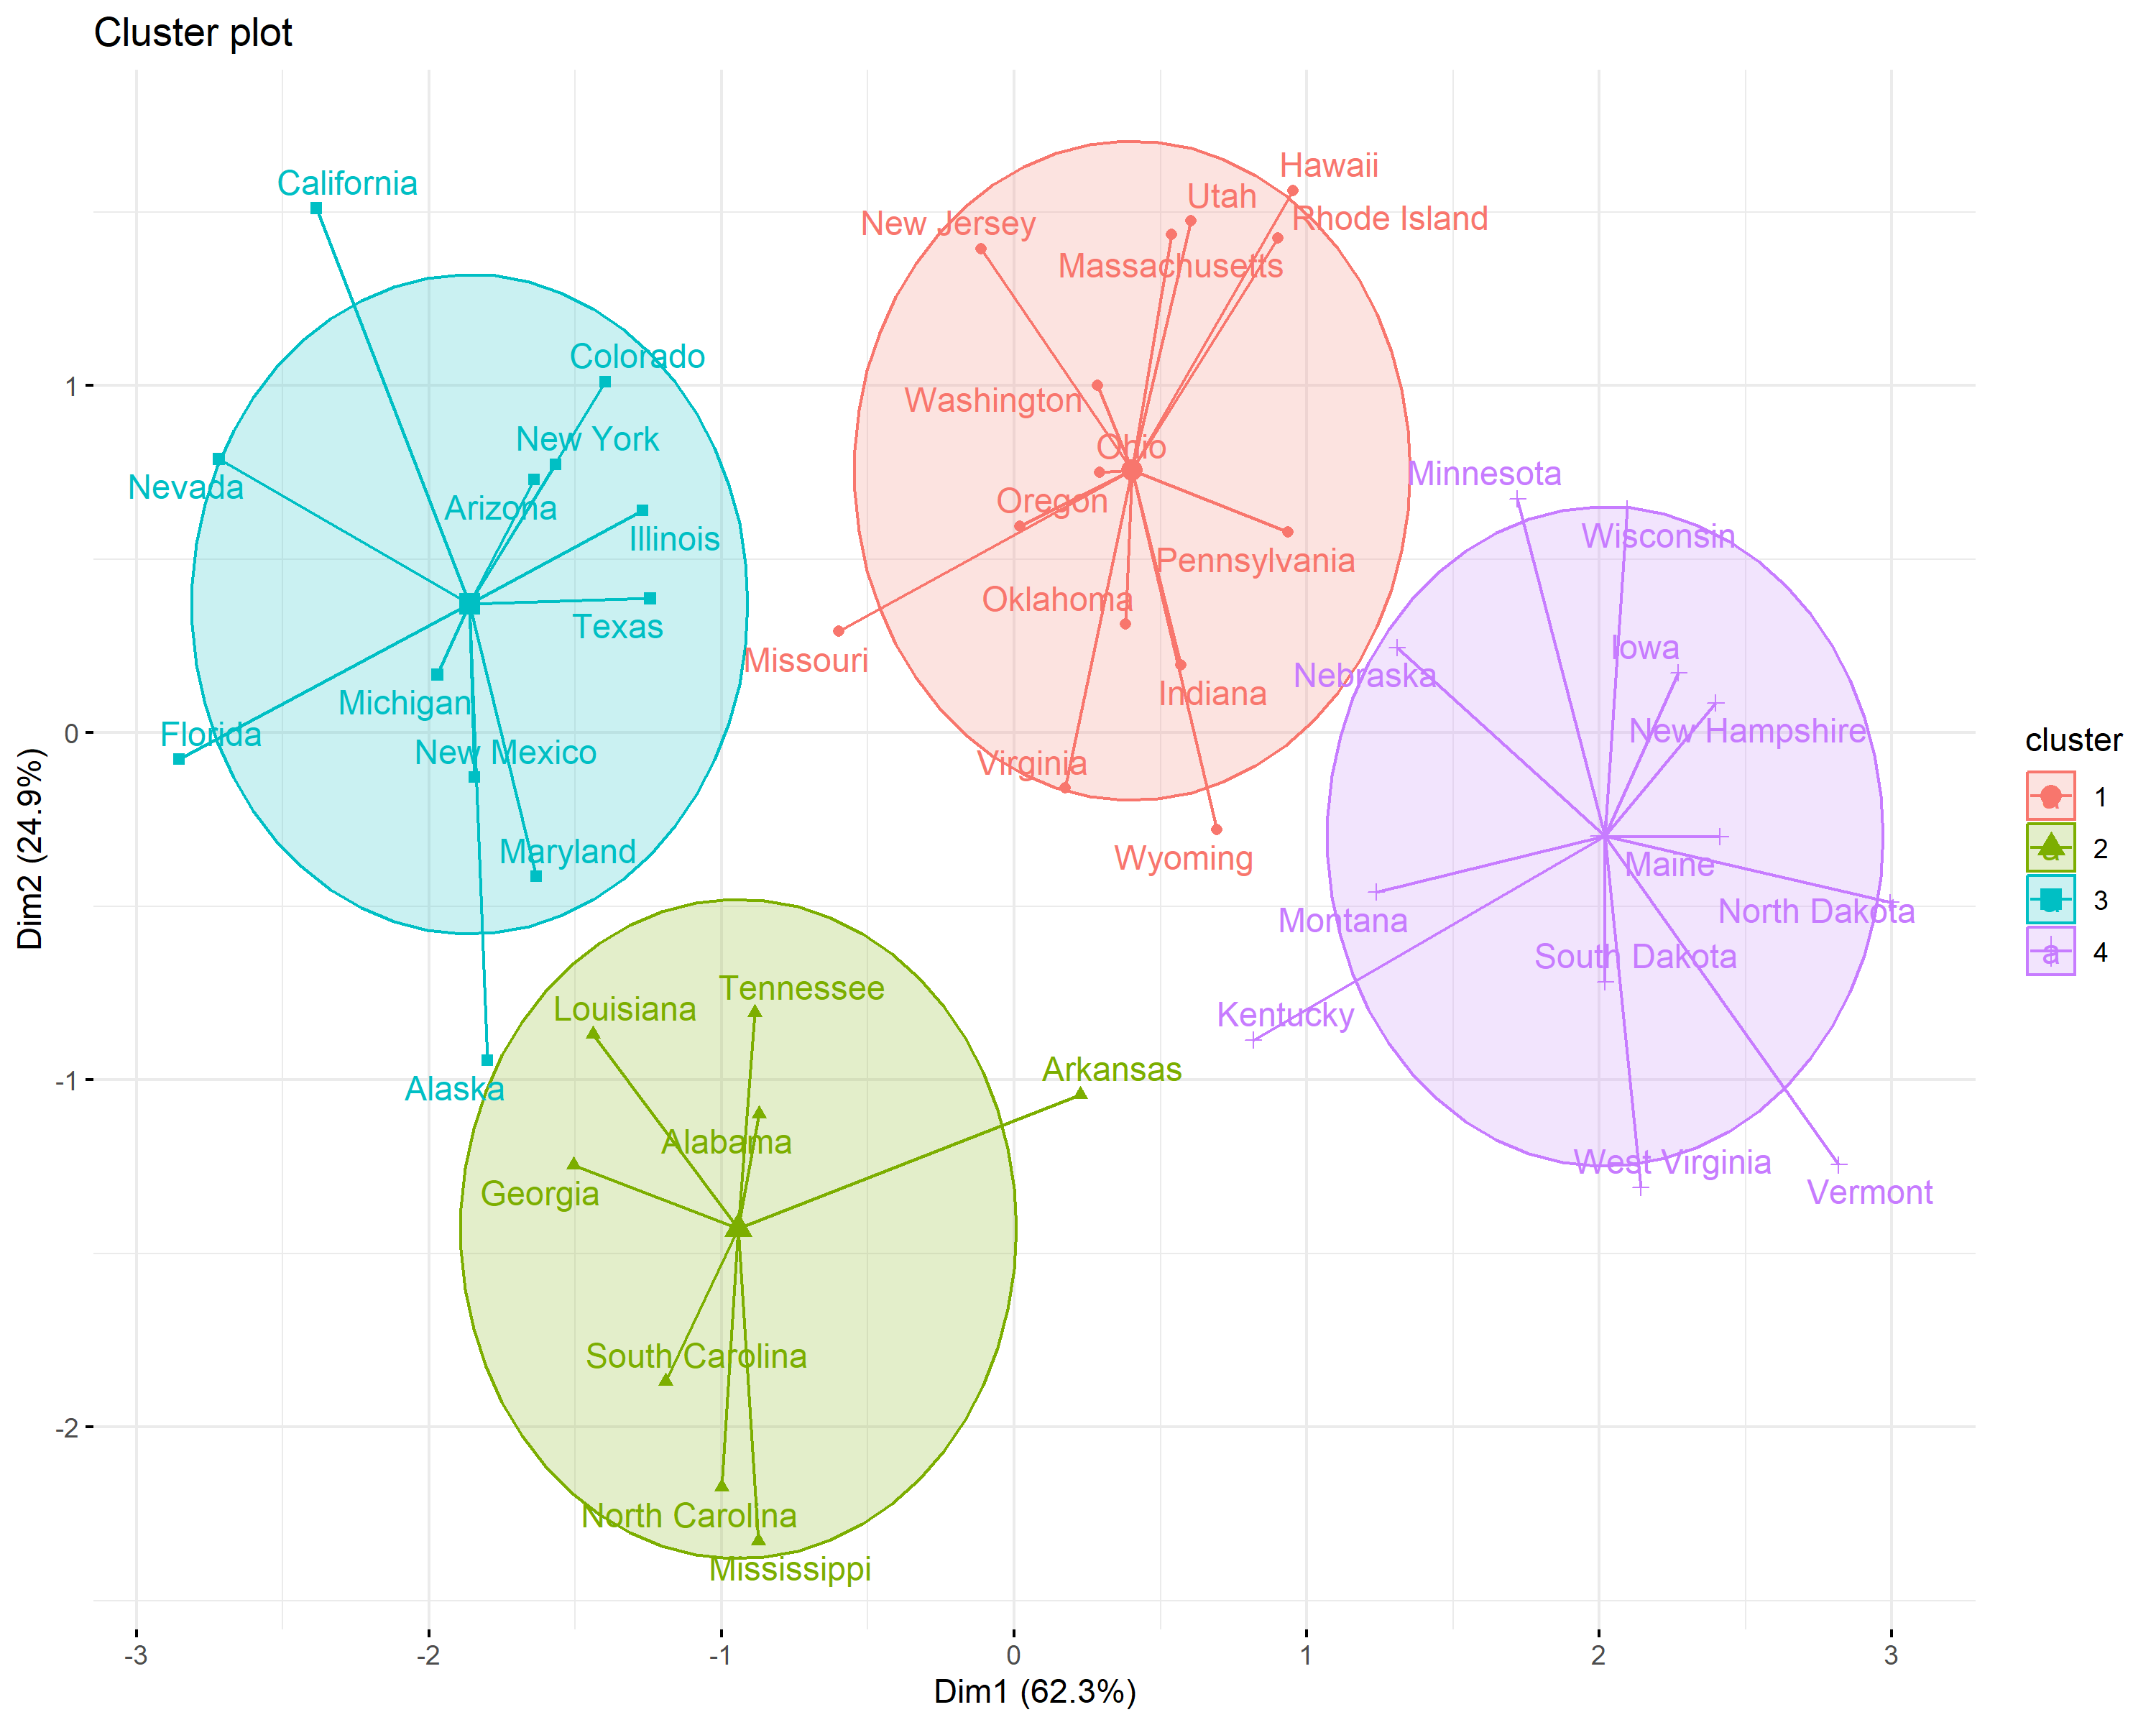 Cluster plot
California
Hawaii
Utah
Rhode Island
New Jersey
Massachusetts
Colorado
Washington
New York
Ohio
Minnesota
Nevada
Arizona
Oregon
Illinois
Wisconsin
Pennsylvania
Oklahoma
Texas
Iowa
Missouri
Nebraska
Michigan
Indiana
Florida
New Mexico
New Hampshire
Virginia
Maryland
Wyoming
Maine
Montana
North Dakota
South Dakota
Tennessee
Louisiana
Kentucky
Arkansas
Alaska
Alabama
West Virginia
Georgia
Vermont
South Carolina
North Carolina
Mississippi
1
0
-1
-2
Dim2 (24.9%)
-3
-2
-1
0
1
2
3
Dim1 (62.3%)
cluster
a 1
a 2
a 3
a 4